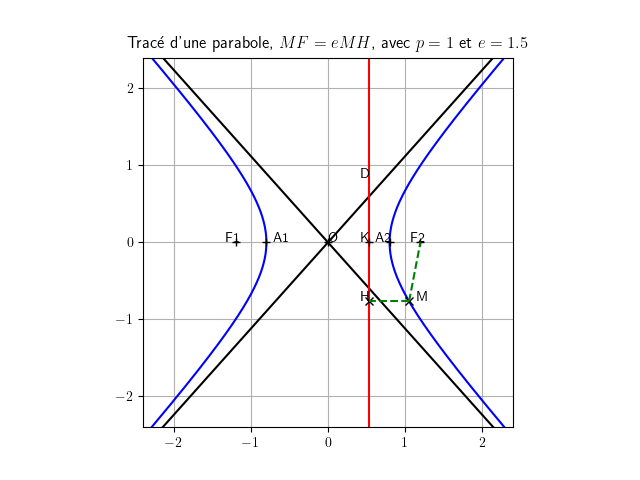 Tracé d'une parabole, MF = eMH, avec p = 1 et e = 1.5
2
D
1
F1 A1 O K A2 F2
0
H M
−1
−2
−2 −1 0 1 2